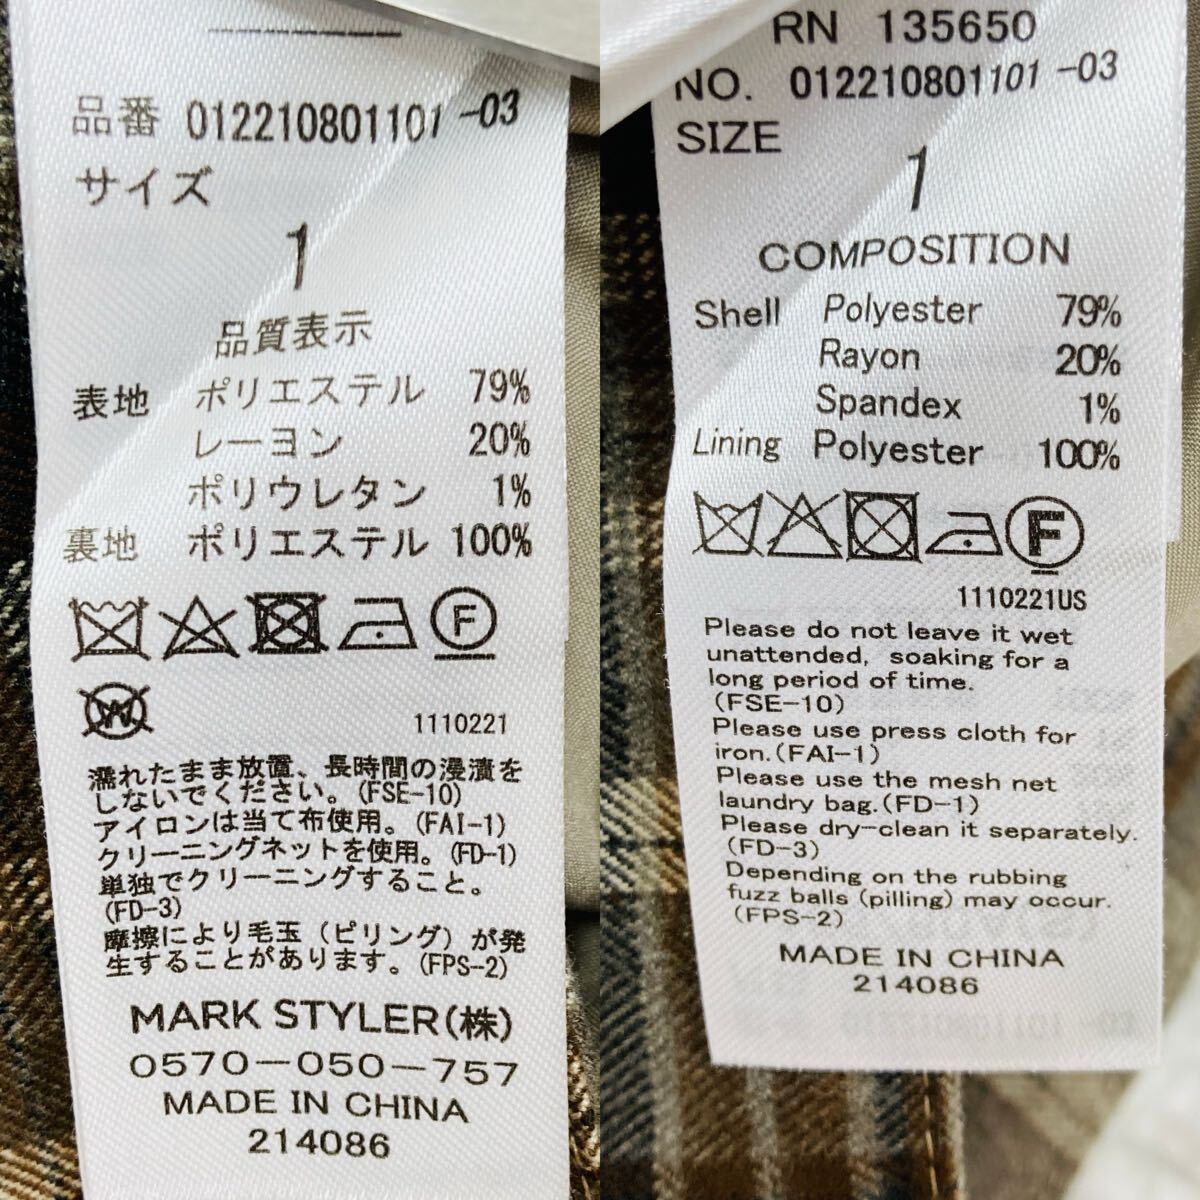 品番 012210801101 -03
サイズ
1
品質表示
表地 ポリエステル 79%
レーヨン 20%
ポリウレタン 1%
裏地 ポリエステル 100%
F
W
1110221
濡れたまま放置、長時間の浸漬を
しないでください。(FSE-10)
アイロンは当て布使用。(FAI-1)
クリーニングネットを使用。(FD-1)
単独でクリーニングすること。
(FD-3)
摩擦により毛玉(ピリング)が発
生することがあります。(FPS-2)
MARK STYLER(株)
0570-050-757
MADE IN CHINA
214086
RN 135650
NO. 012210801101 -03
SIZE
1
COMPOSITION
Shell Polyester 79%
Rayon 20%
Spandex 1%
Lining Polyester 100%
F
1110221US
Please do not leave it wet
unattended, soaking for a
long period of time.
(FSE-10)
Please use press cloth for
iron.(FAI-1)
Please use the mesh net
laundry bag.(FD-1)
Please dry-clean it separately.
(FD-3)
Depending on the rubbing
fuzz balls (pilling) may occur.
(FPS-2)
MADE IN CHINA
214086